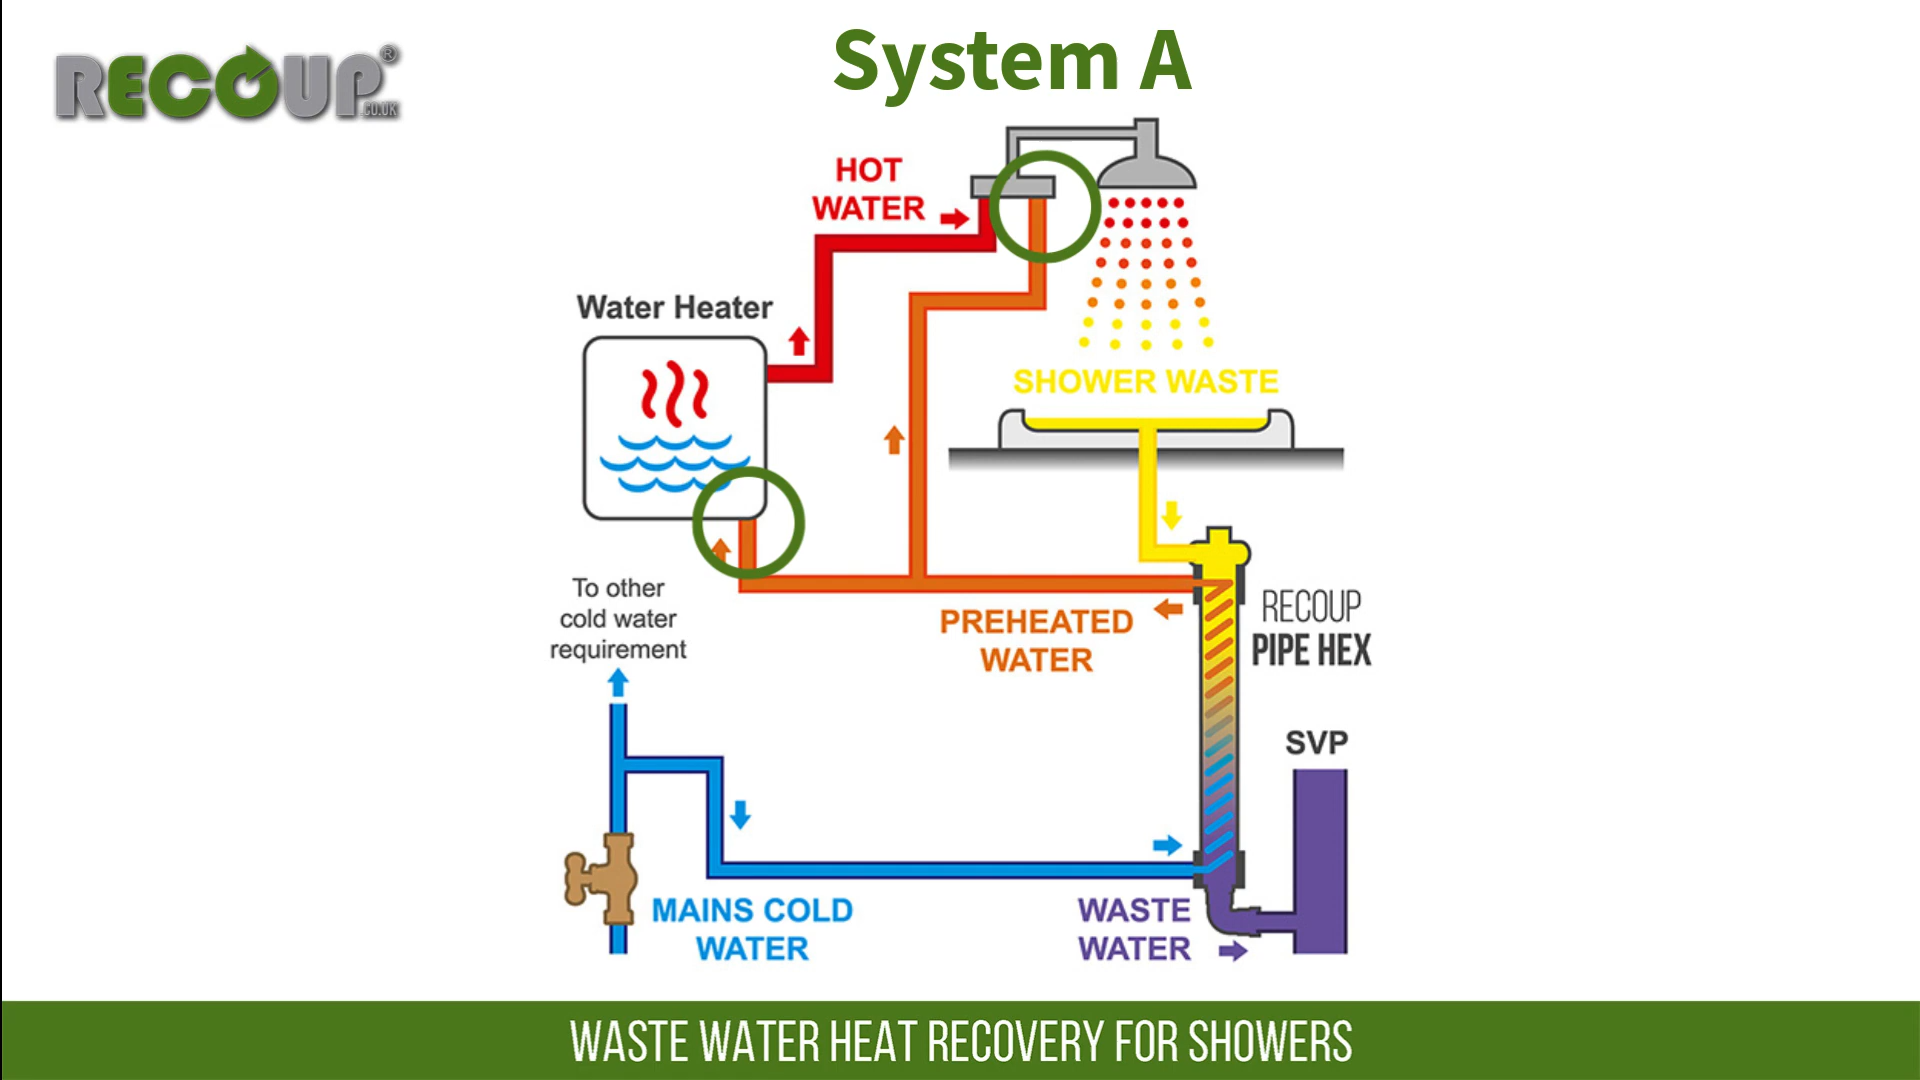 RECOUP®
.CO.UK
System A
HOT
WATER
Water Heater
SHOWER WASTE
To other
cold water
requirement
PREHEATED
WATER
RECOUP
PIPE HEX
SVP
MAINS COLD
WATER
WASTE
WATER
WASTE WATER HEAT RECOVERY FOR SHOWERS